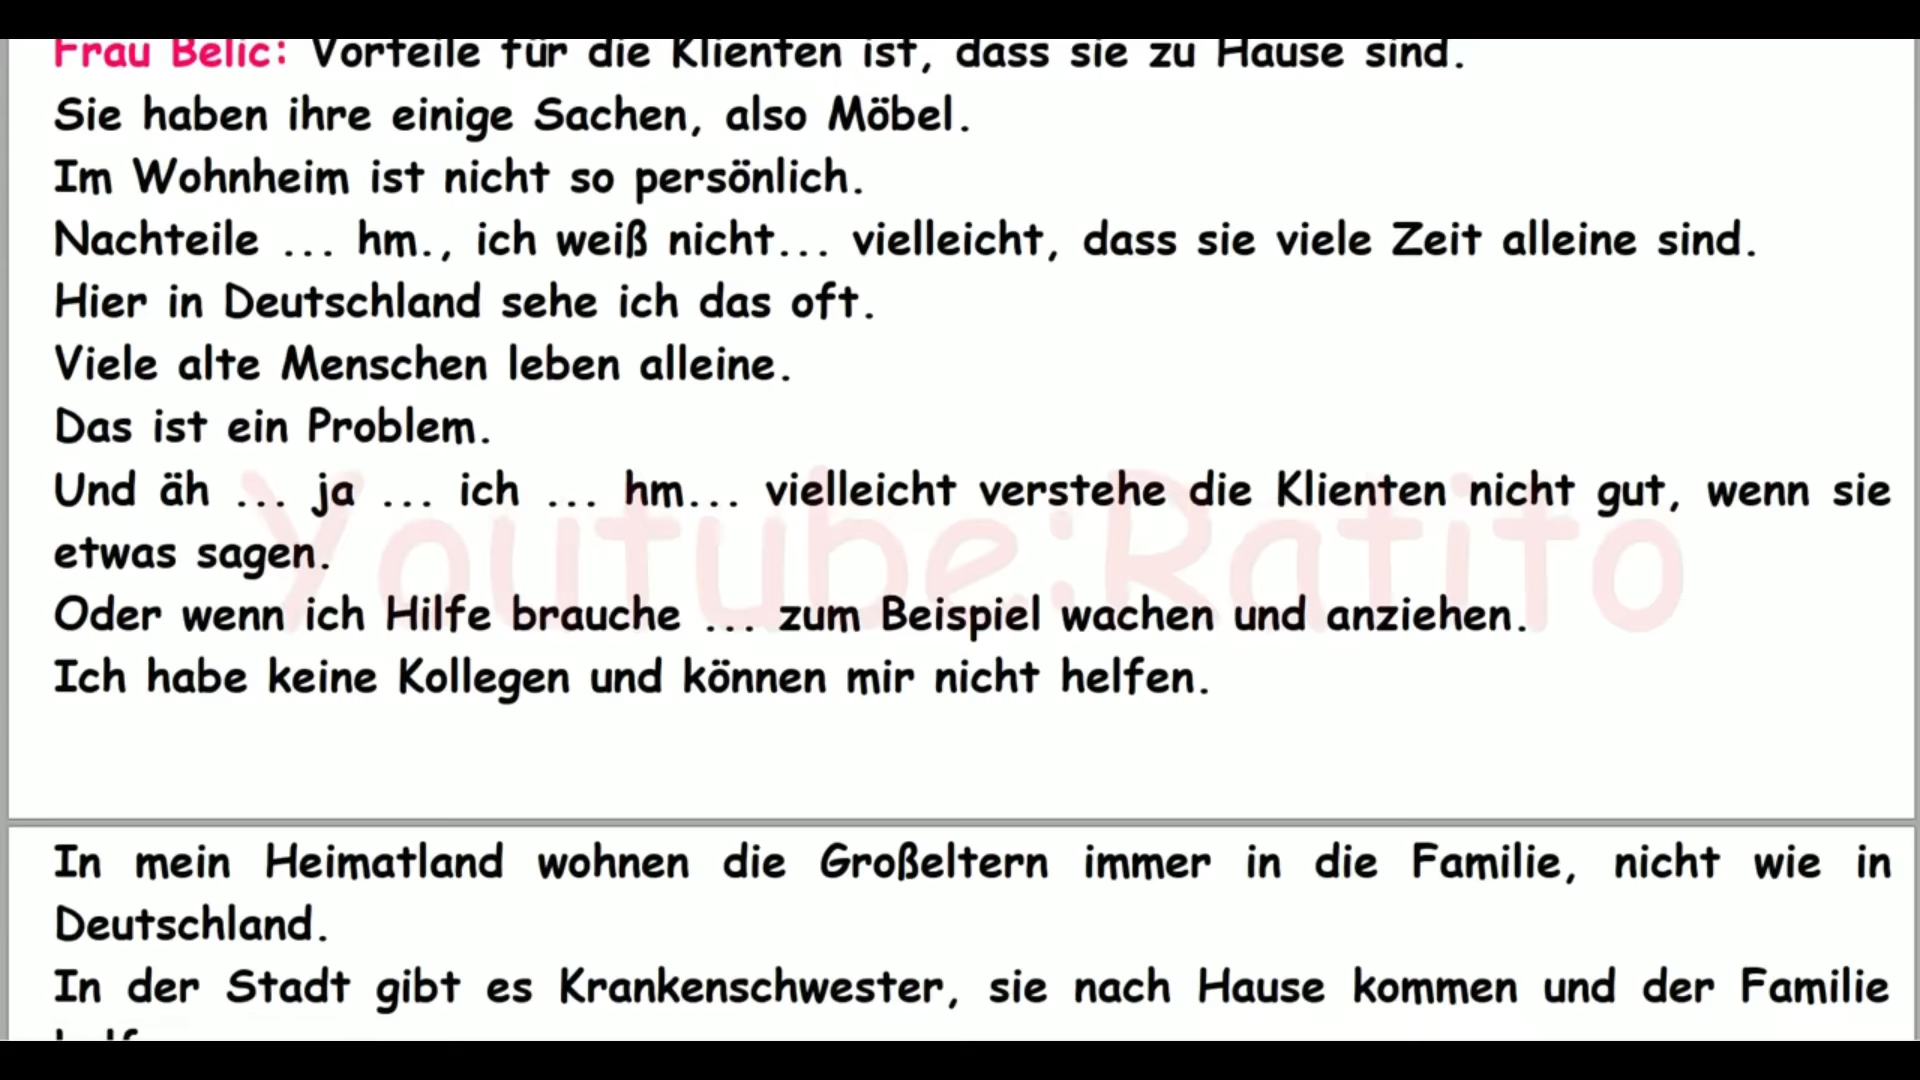 Frau Belic: Vorteile für die Klienten ist, dass sie zu Hause sind.
Sie haben ihre einige Sachen, also Möbel.
Im Wohnheim ist nicht so persönlich.
Nachteile ... hm., ich weiß nicht... vielleicht, dass sie viele Zeit alleine sind.
Hier in Deutschland sehe ich das oft.
Viele alte Menschen leben alleine.
Das ist ein Problem.
Und äh ... ja ... ich ... hm... vielleicht verstehe die Klienten nicht gut, wenn sie
etwas sagen.
Youtube:Ratito
Oder wenn ich Hilfe brauche ... zum Beispiel wachen und anziehen.
Ich habe keine Kollegen und können mir nicht helfen.
In mein Heimatland wohnen die Großeltern immer in die Familie, nicht wie in
Deutschland.
In der Stadt gibt es Krankenschwester, sie nach Hause kommen und der Familie